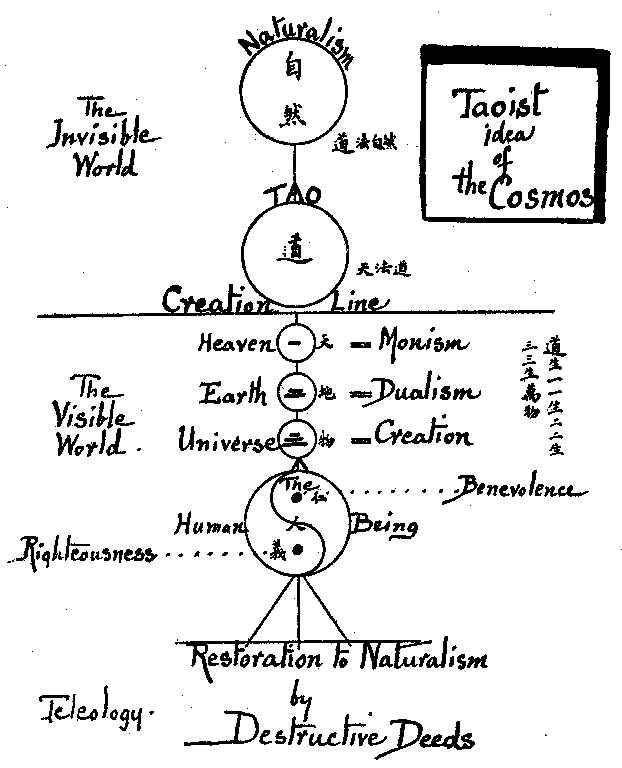 Naturalism
自
然
道法自然
The
Invisible
World
Taoist
idea
of
the Cosmos
TAO
道
天法道
Creation Line
Heaven 一 天 = Monism
Earth 二 地 = Dualism
Universe 三 物 = Creation
道生一一生二二生
三三生萬物
The
Visible
World.
The 仁 Benevolence
Human 人 Being
Righteousness 義
Restoration to Naturalism
by
Destructive Deeds
Teleology.